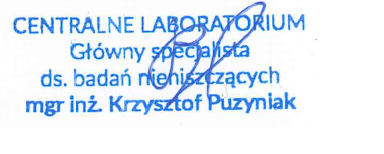 CENTRALNE LABORATORIUM
Główny specjalista
ds. badań nieniszczących
mgr inż. Krzysztof Puzyniak